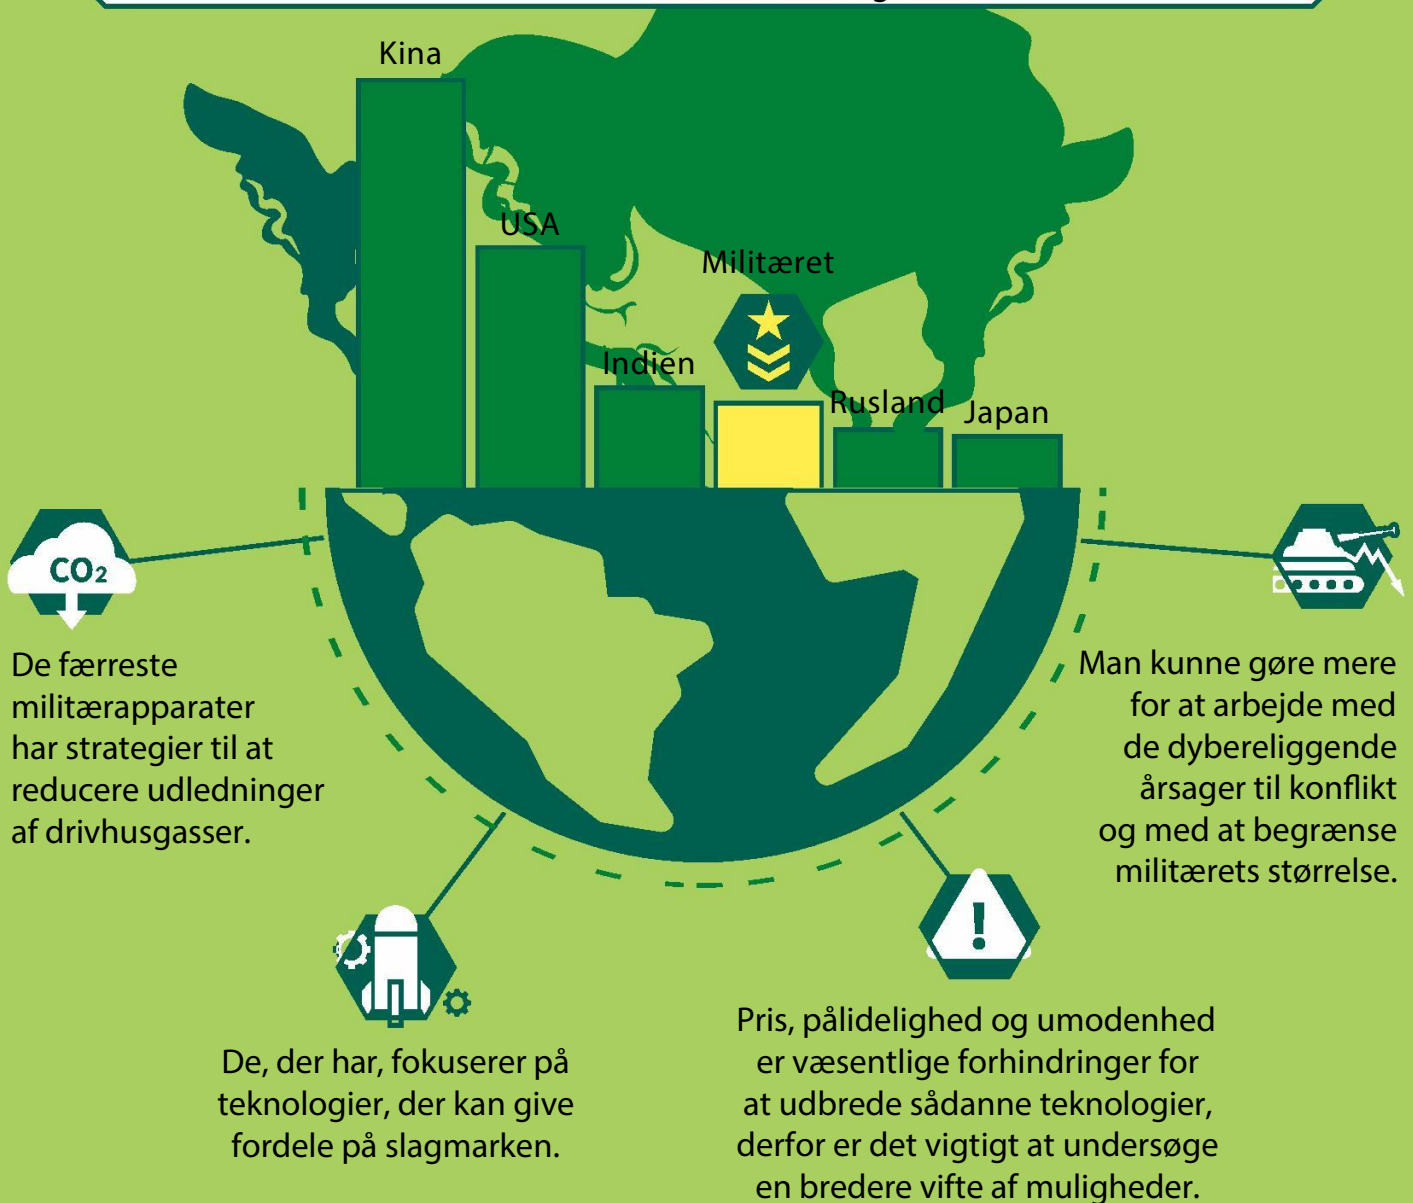 Kina
USA
Militæret
Indien
Rusland
Japan
CO2
De færreste
militærapparater
har strategier til at
reducere udledninger
af drivhusgasser.
Man kunne gøre mere
for at arbejde med
de dybereliggende
årsager til konflikt
og med at begrænse
militærets størrelse.
De, der har, fokuserer på
teknologier, der kan give
fordele på slagmarken.
Pris, pålidelighed og umodenhed
er væsentlige forhindringer for
at udbrede sådanne teknologier,
derfor er det vigtigt at undersøge
en bredere vifte af muligheder.